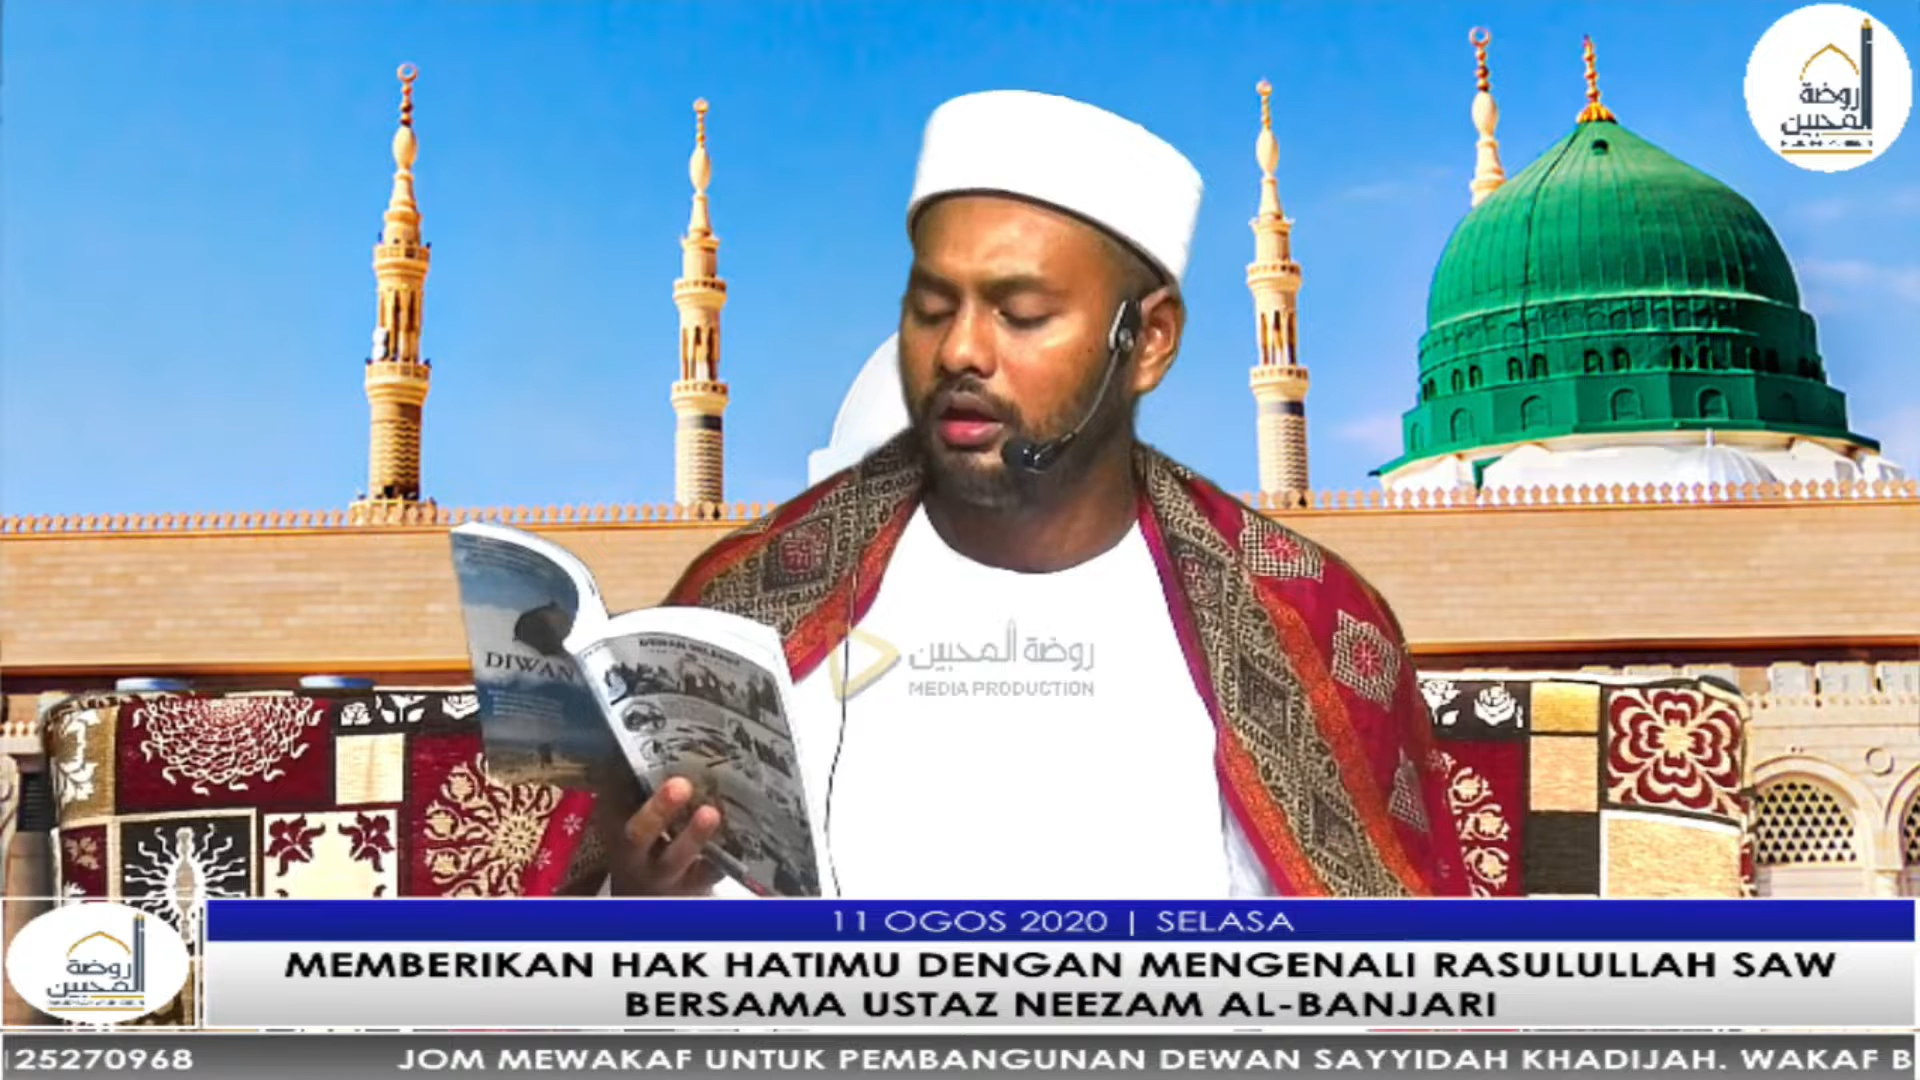 روضة
المحبين
DIWAN
روضة المحبين
MEDIA PRODUCTION
11 OGOS 2020 | SELASA
MEMBERIKAN HAK HATIMU DENGAN MENGENALI RASULULLAH SAW
BERSAMA USTAZ NEEZAM AL-BANJARI
روضة
المحبين
25270968 JOM MEWAKAF UNTUK PEMBANGUNAN DEWAN SAYYIDAH KHADIJAH. WAKAF B